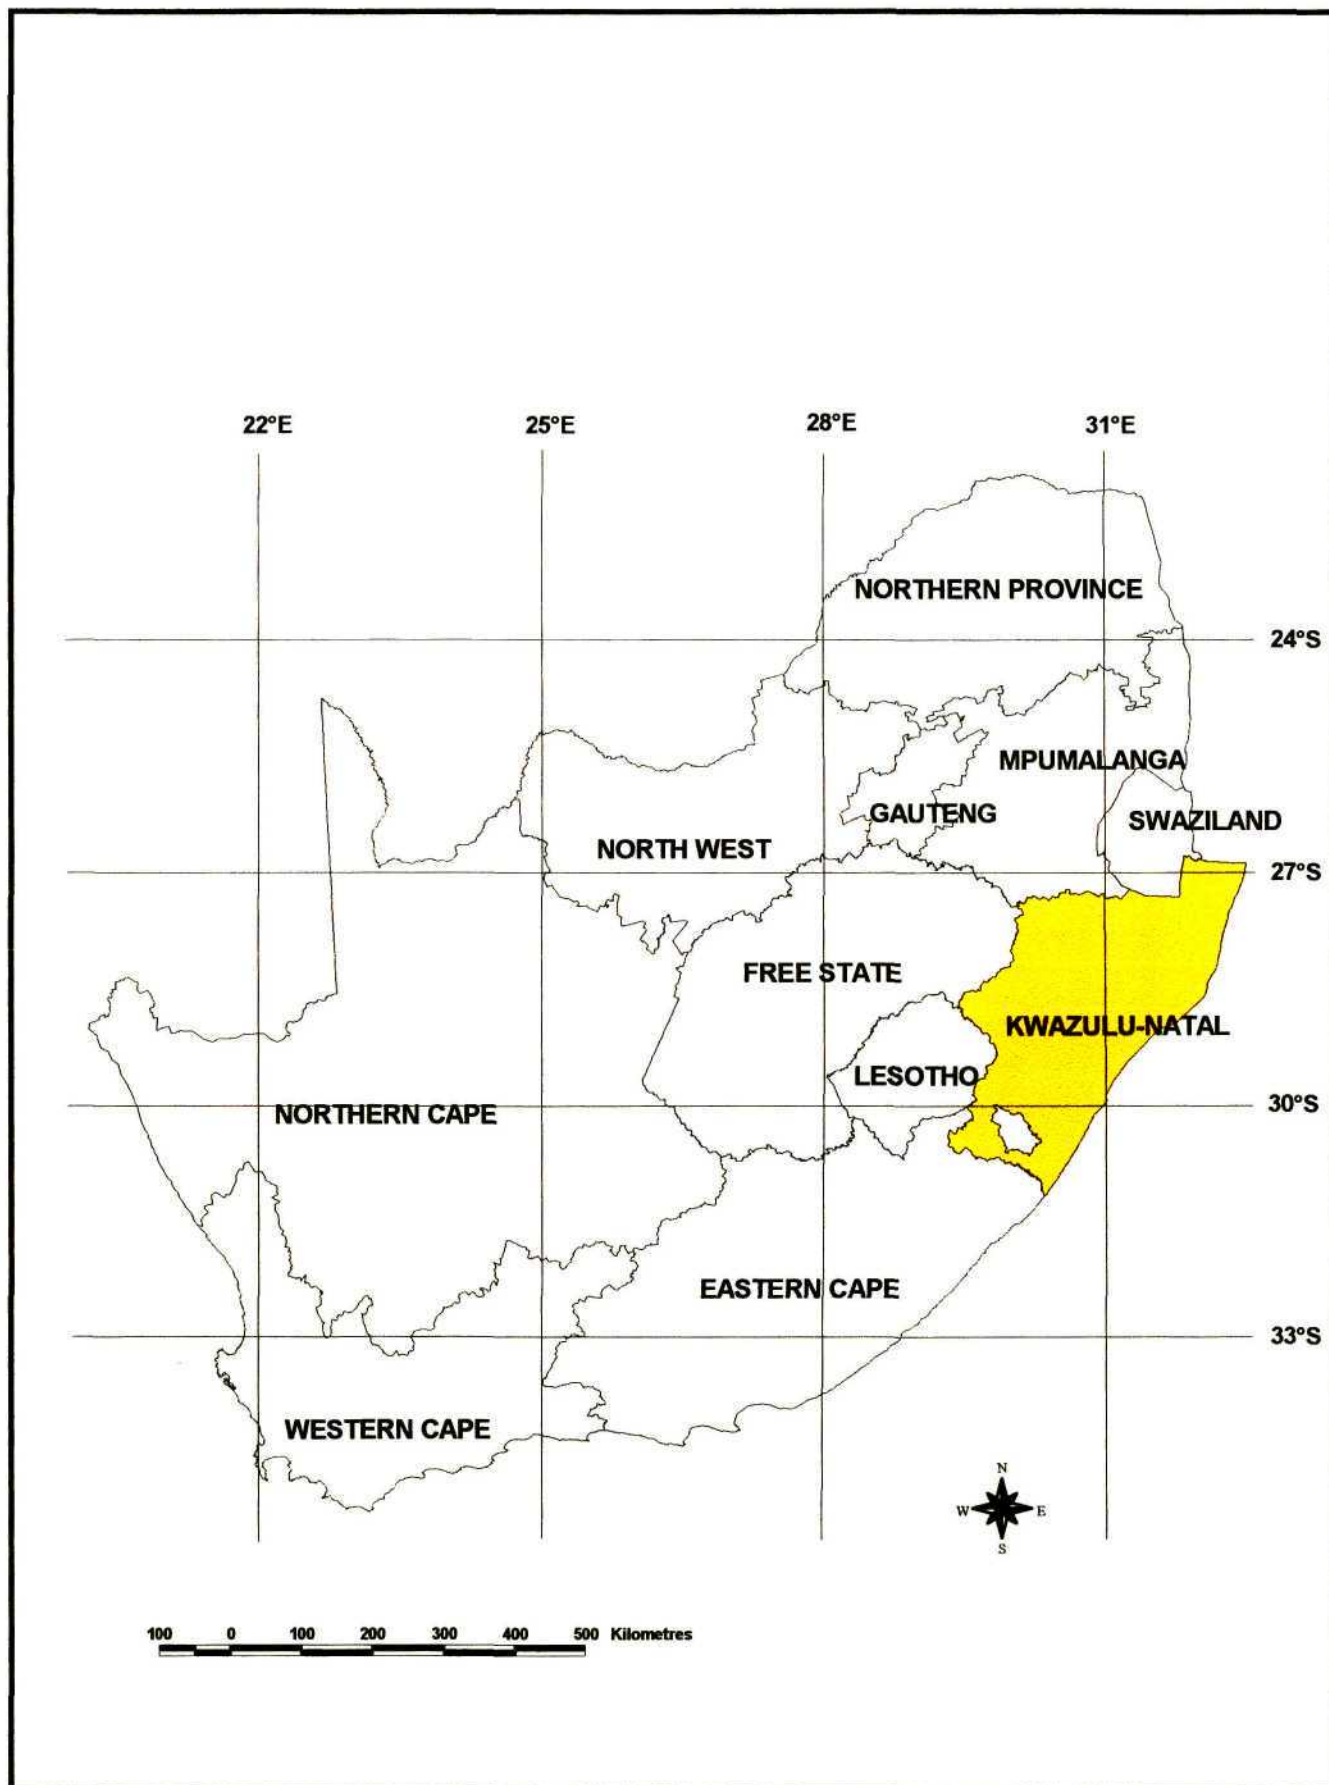 22°E 25°E 28°E 31°E
NORTHERN PROVINCE
24°S
MPUMALANGA
GAUTENG
SWAZILAND
NORTH WEST
27°S
FREE STATE
KWAZULU-NATAL
LESOTHO
NORTHERN CAPE
30°S
EASTERN CAPE
33°S
WESTERN CAPE
N
W E
S
100 0 100 200 300 400 500 Kilometres